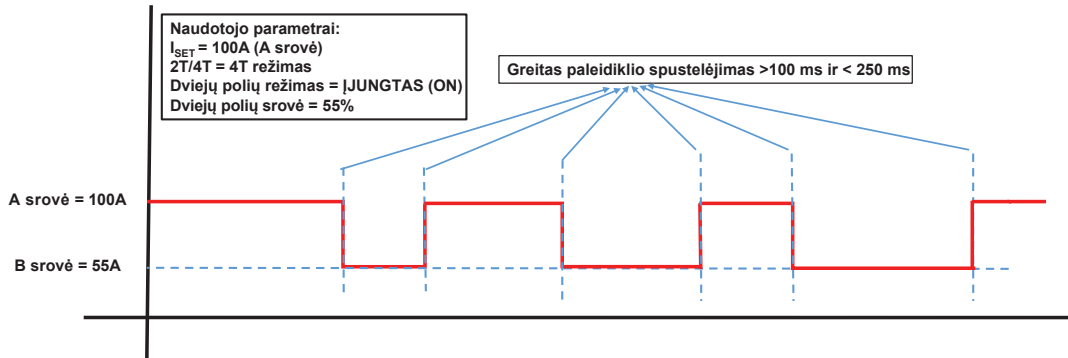 Naudotojo parametrai:
I_SET = 100A (A srovė)
2T/4T = 4T režimas
Dviejų polių režimas = ĮJUNGTAS (ON)
Dviejų polių srovė = 55%
Greitas paleidiklio spustelėjimas >100 ms ir < 250 ms
A srovė = 100A
B srovė = 55A